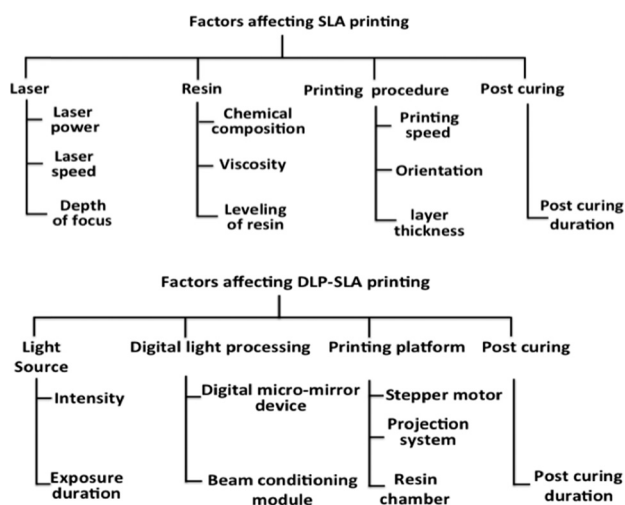 Factors affecting SLA printing
Laser
Resin
Printing procedure
Post curing
Laser
power
Laser
speed
Depth
of focus
Chemical
composition
Viscosity
Leveling
of resin
Printing
speed
Orientation
layer
thickness
Post curing
duration
Factors affecting DLP-SLA printing
Light
Source
Digital light processing
Printing platform
Post curing
Intensity
Exposure
duration
Digital micro-mirror
device
Beam conditioning
module
Stepper motor
Projection
system
Resin
chamber
Post curing
duration